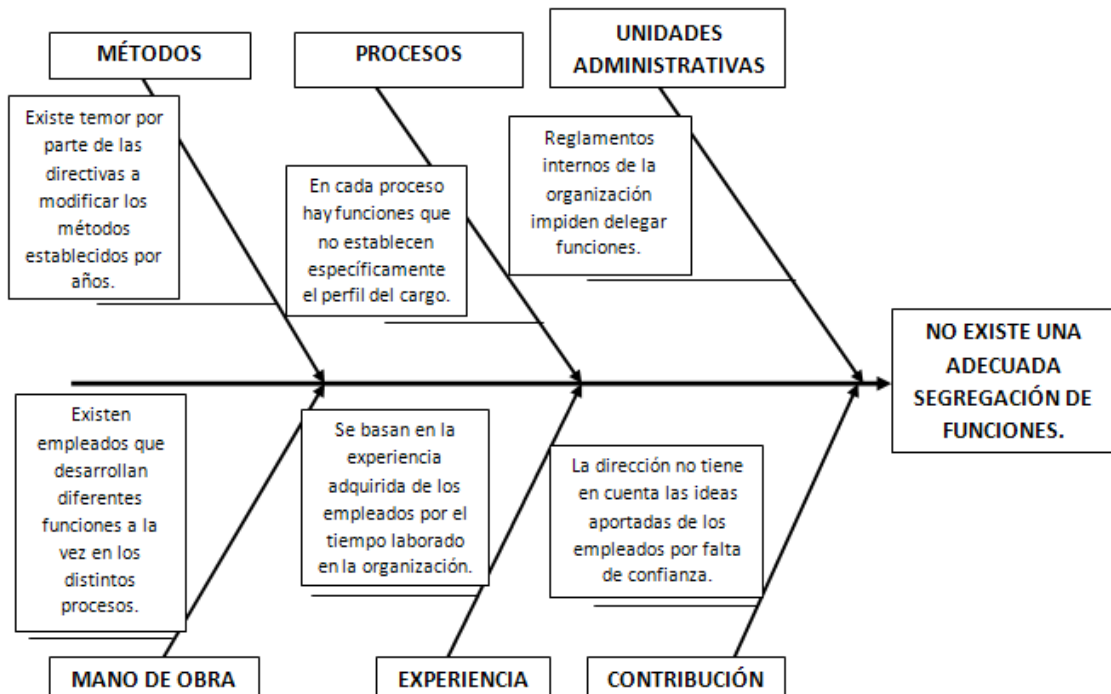 MÉTODOS
PROCESOS
UNIDADES
ADMINISTRATIVAS
Existe temor por
parte de las
directivas a
modificar los
métodos
establecidos por
años.
En cada proceso
hay funciones que
no establecen
específicamente
el perfil del cargo.
Reglamentos
internos de la
organización
impiden delegar
funciones.
NO EXISTE UNA
ADECUADA
SEGREGACIÓN DE
FUNCIONES.
Existen
empleados que
desarrollan
diferentes
funciones a la
vez en los
distintos
procesos.
Se basan en la
experiencia
adquirida de los
empleados por el
tiempo laborado
en la organización.
La dirección no tiene
en cuenta las ideas
aportadas de los
empleados por falta
de confianza.
MANO DE OBRA
EXPERIENCIA
CONTRIBUCIÓN